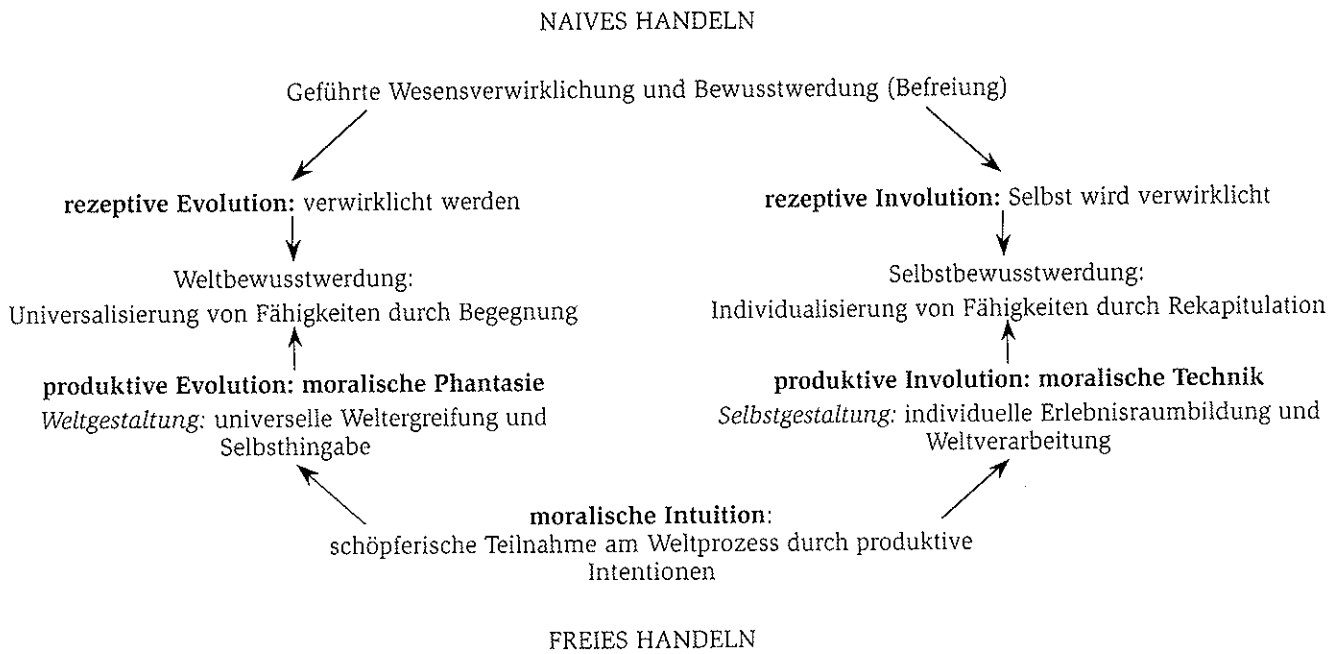 NAIVES HANDELN
Geführte Wesensverwirklichung und Bewusstwerdung (Befreiung)
rezeptive Evolution: verwirklicht werden
rezeptive Involution: Selbst wird verwirklicht
Weltbewusstwerdung:
Universalisierung von Fähigkeiten durch Begegnung
Selbstbewusstwerdung:
Individualisierung von Fähigkeiten durch Rekapitulation
produktive Evolution: moralische Phantasie
Weltgestaltung: universelle Weltergreifung und
Selbsthingabe
produktive Involution: moralische Technik
Selbstgestaltung: individuelle Erlebnisraumbildung und
Weltverarbeitung
moralische Intuition:
schöpferische Teilnahme am Weltprozess durch produktive
Intentionen
FREIES HANDELN